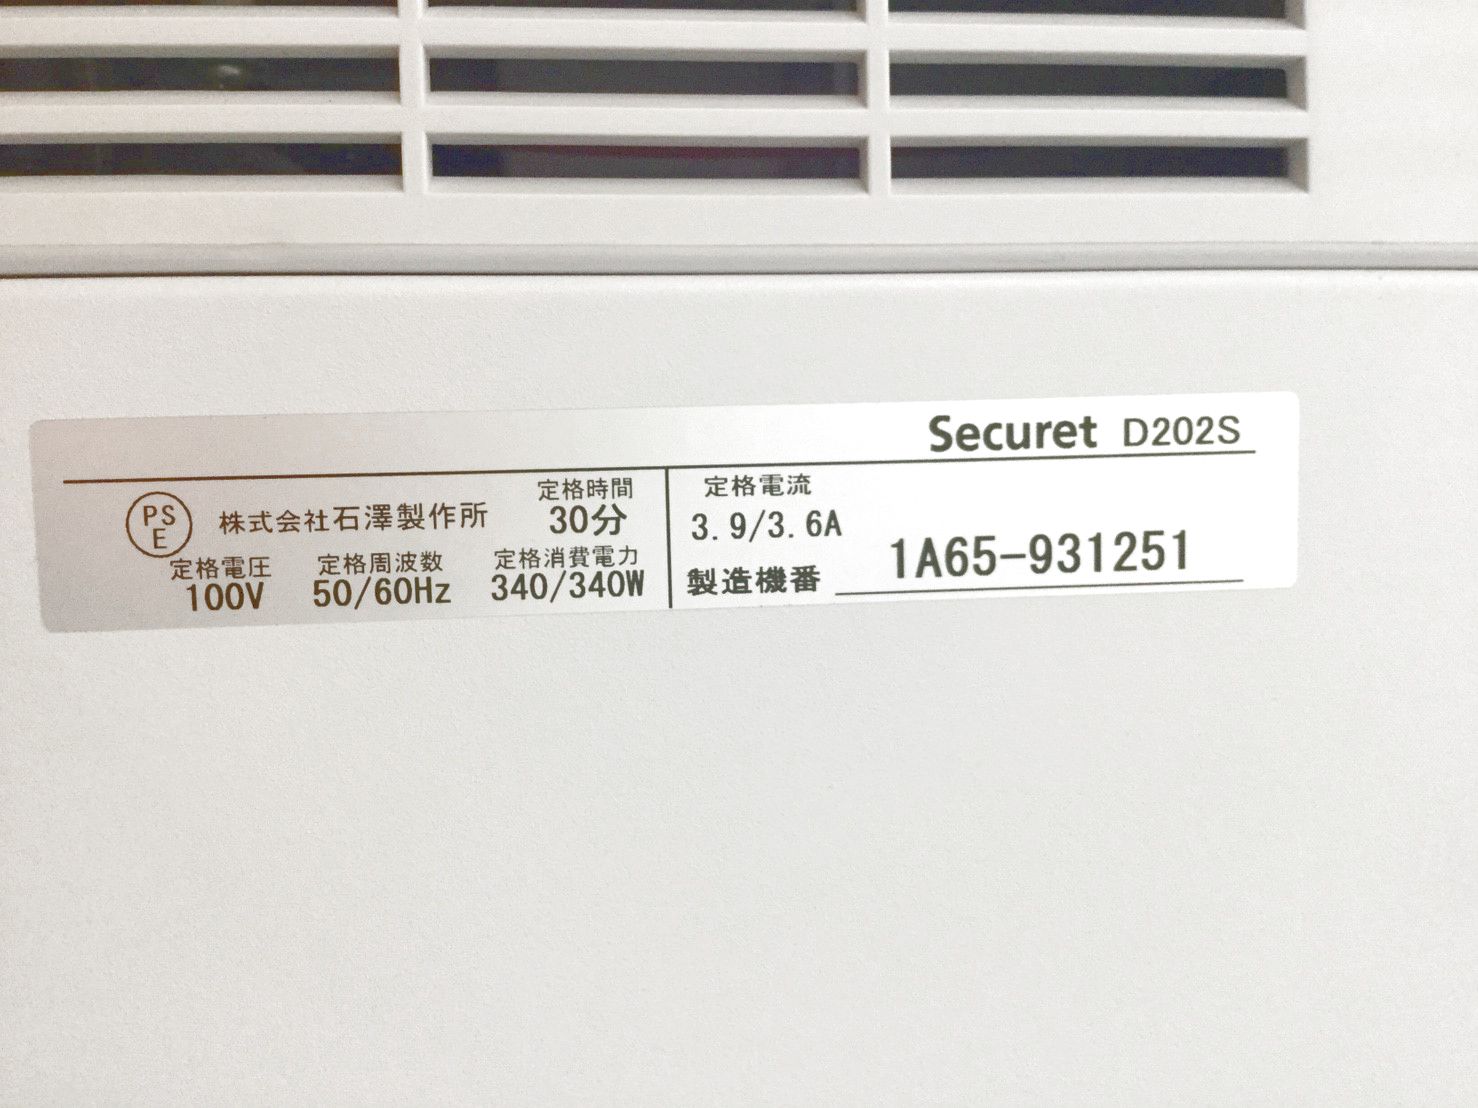 Securet D202S
PS
E
株式会社石澤製作所
定格時間
30分
定格電圧
100V
定格周波数
50/60Hz
定格消費電力
340/340W
定格電流
3.9/3.6A
製造機番 1A65-931251